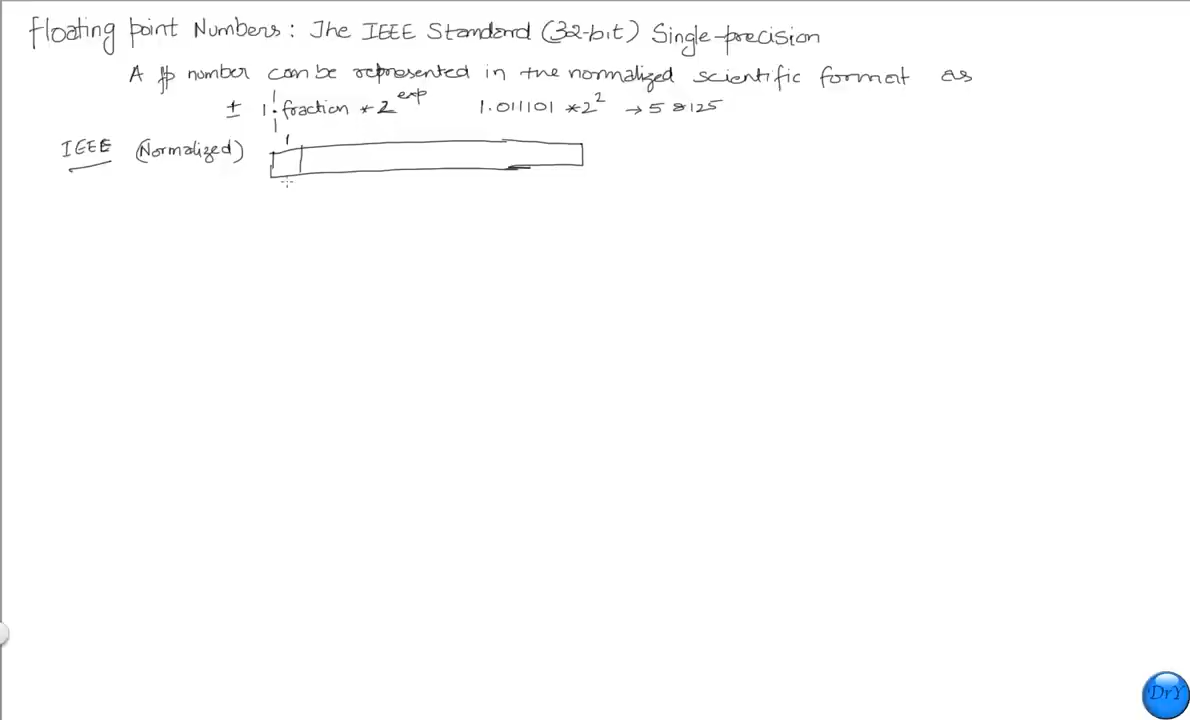 Floating point Numbers: The IEEE Standard (32-bit) Single-precision
A fp number can be represented in the normalized scientific format as
± 1.fraction * 2^exp 1.011101 * 2^2 → 5 8125
IEEE (Normalized) 1
DrY